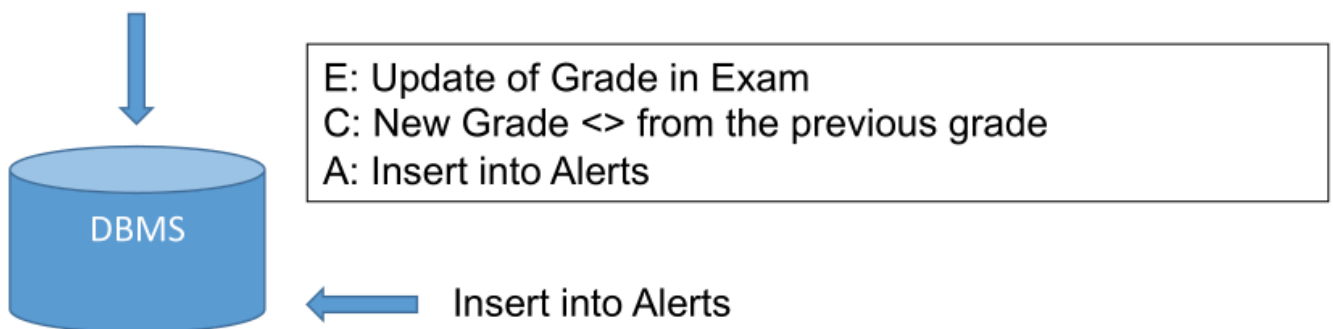 E: Update of Grade in Exam
C: New Grade <> from the previous grade
A: Insert into Alerts
DBMS
Insert into Alerts